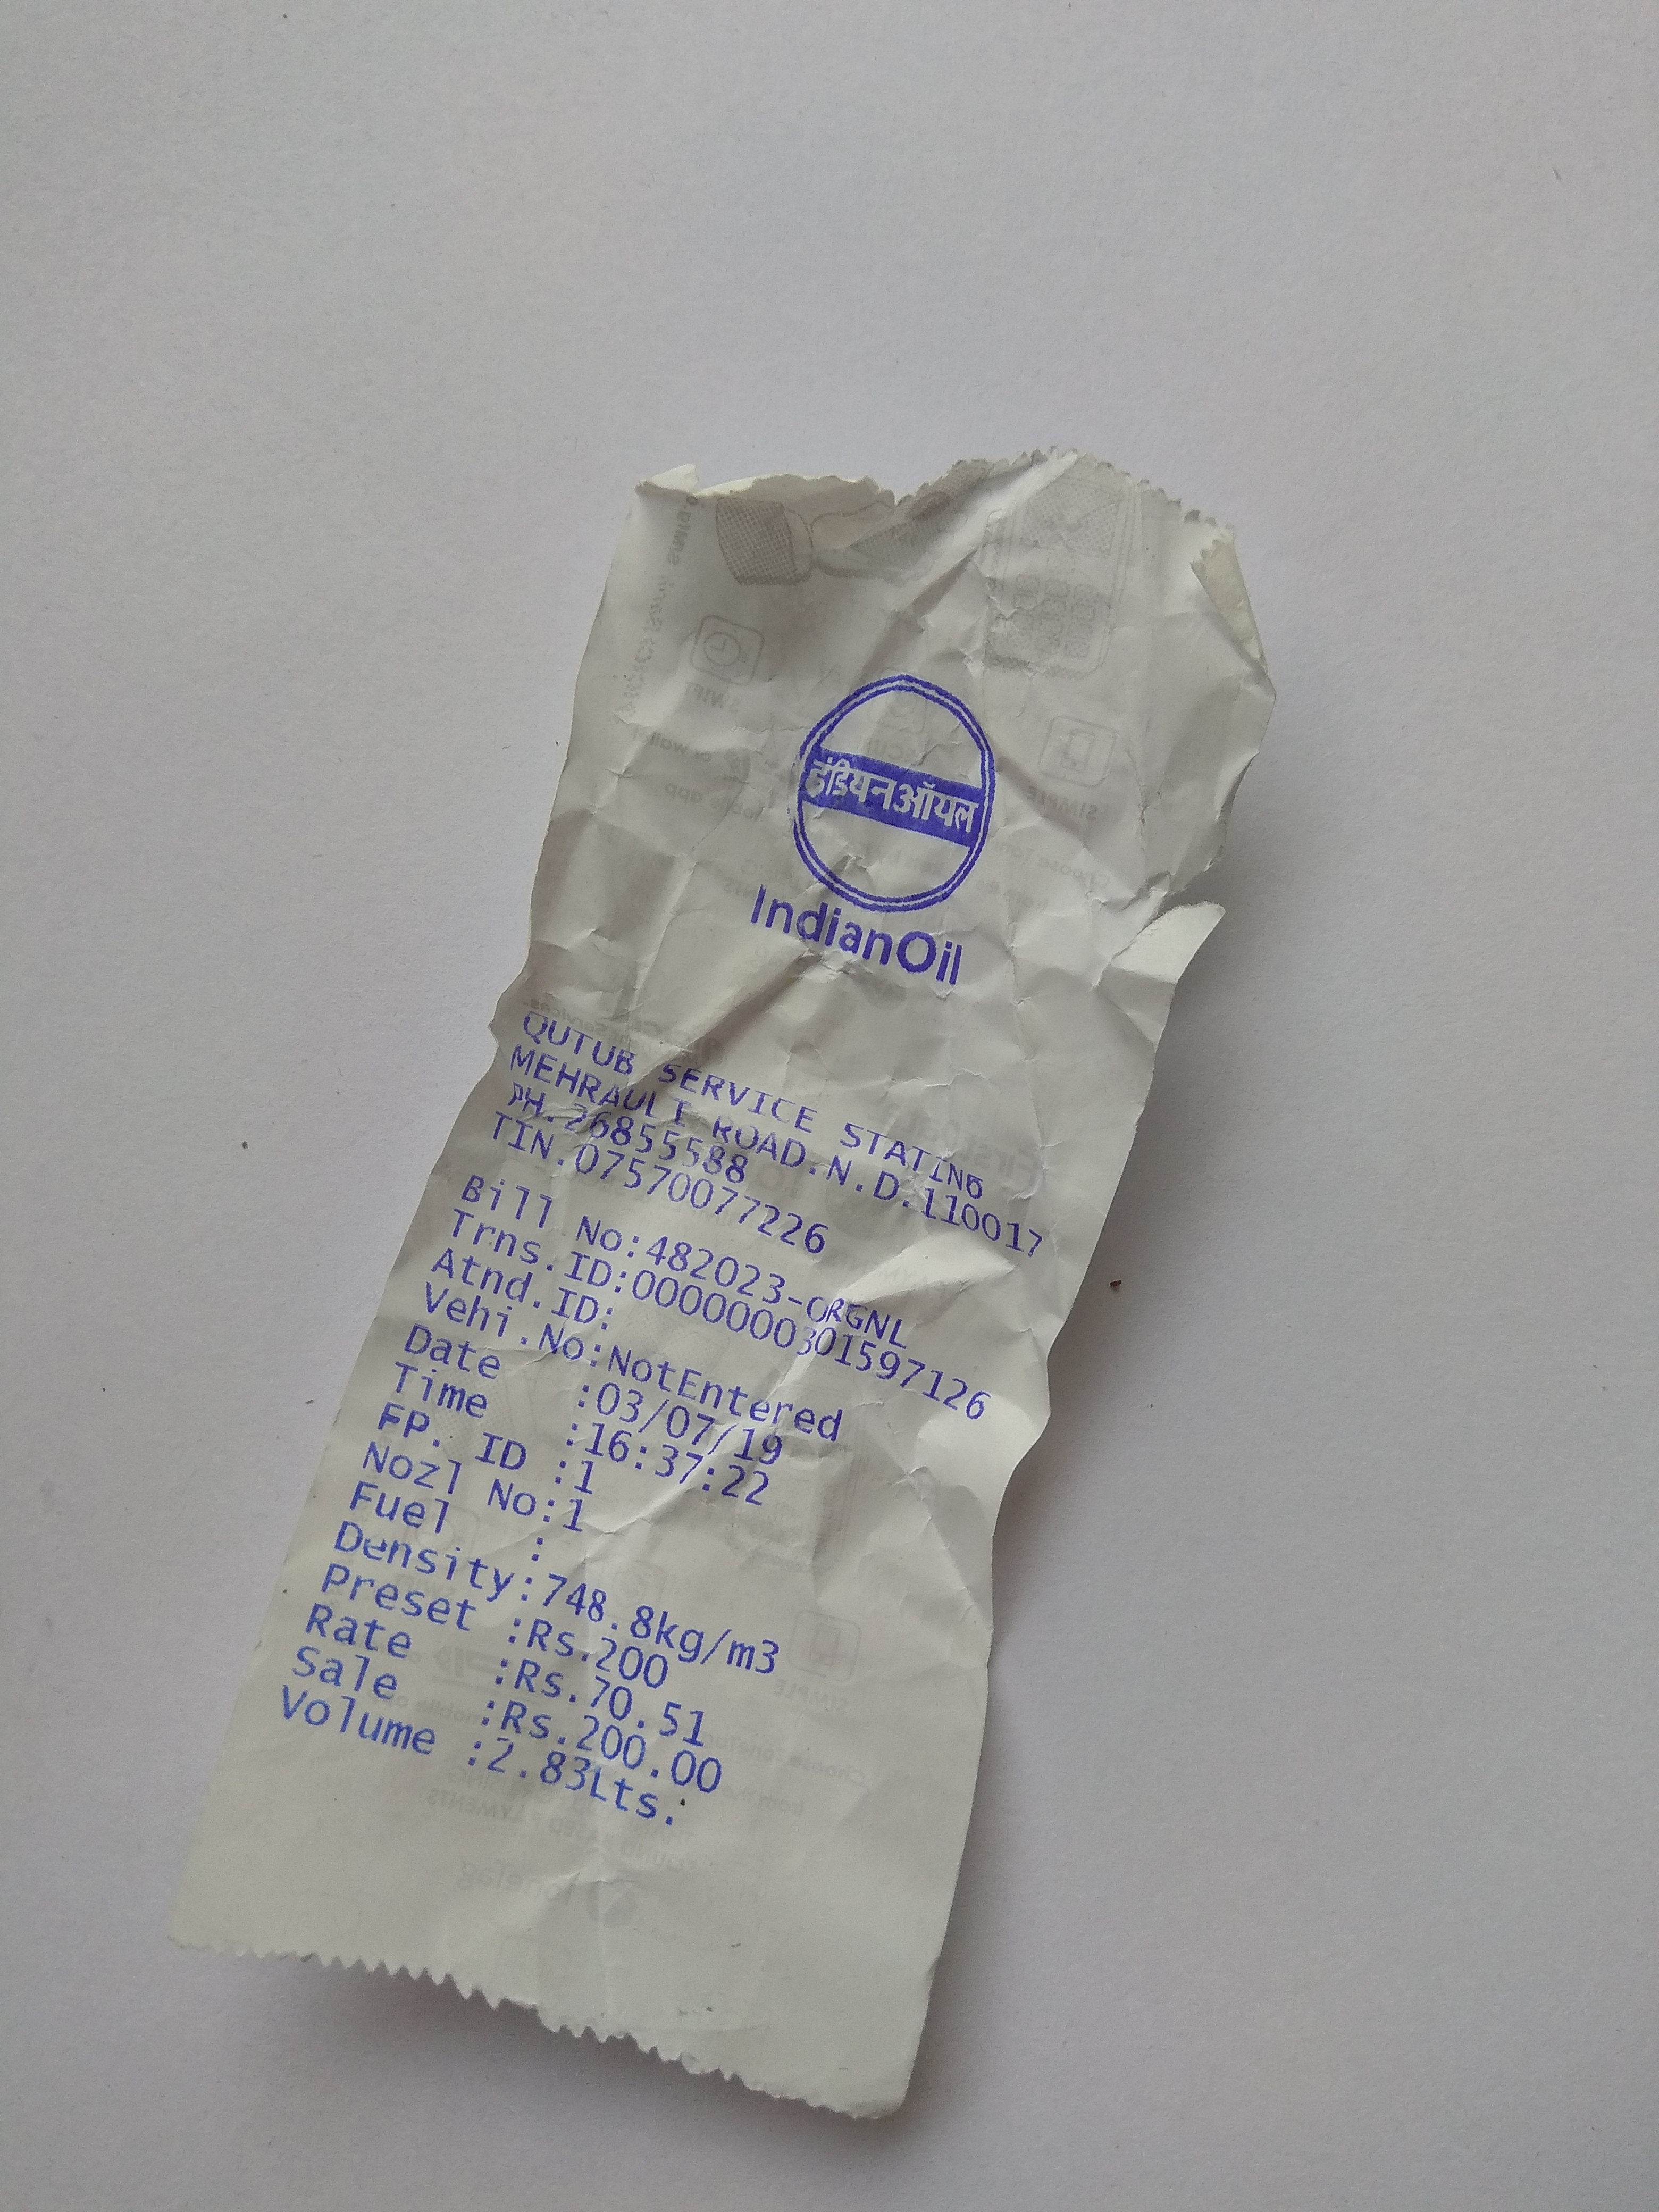 इंडियनऑयल
IndianOil
QUTUB SERVICE STATING
MEHRAULI ROAD.N.D.110017
PH.26855588
TIN.07570077226
Bill No:482023-ORGNL
Trns.ID:0000000301597126
Atnd.ID:
Vehi.No:NotEntered
Date :03/07/19
Time :16:37:22
FP. ID :1
Nozl No:1
Fuel :
Density:748.8kg/m3
Preset :Rs.200
Rate :Rs.70.51
Sale :Rs.200.00
Volume :2.83Lts.